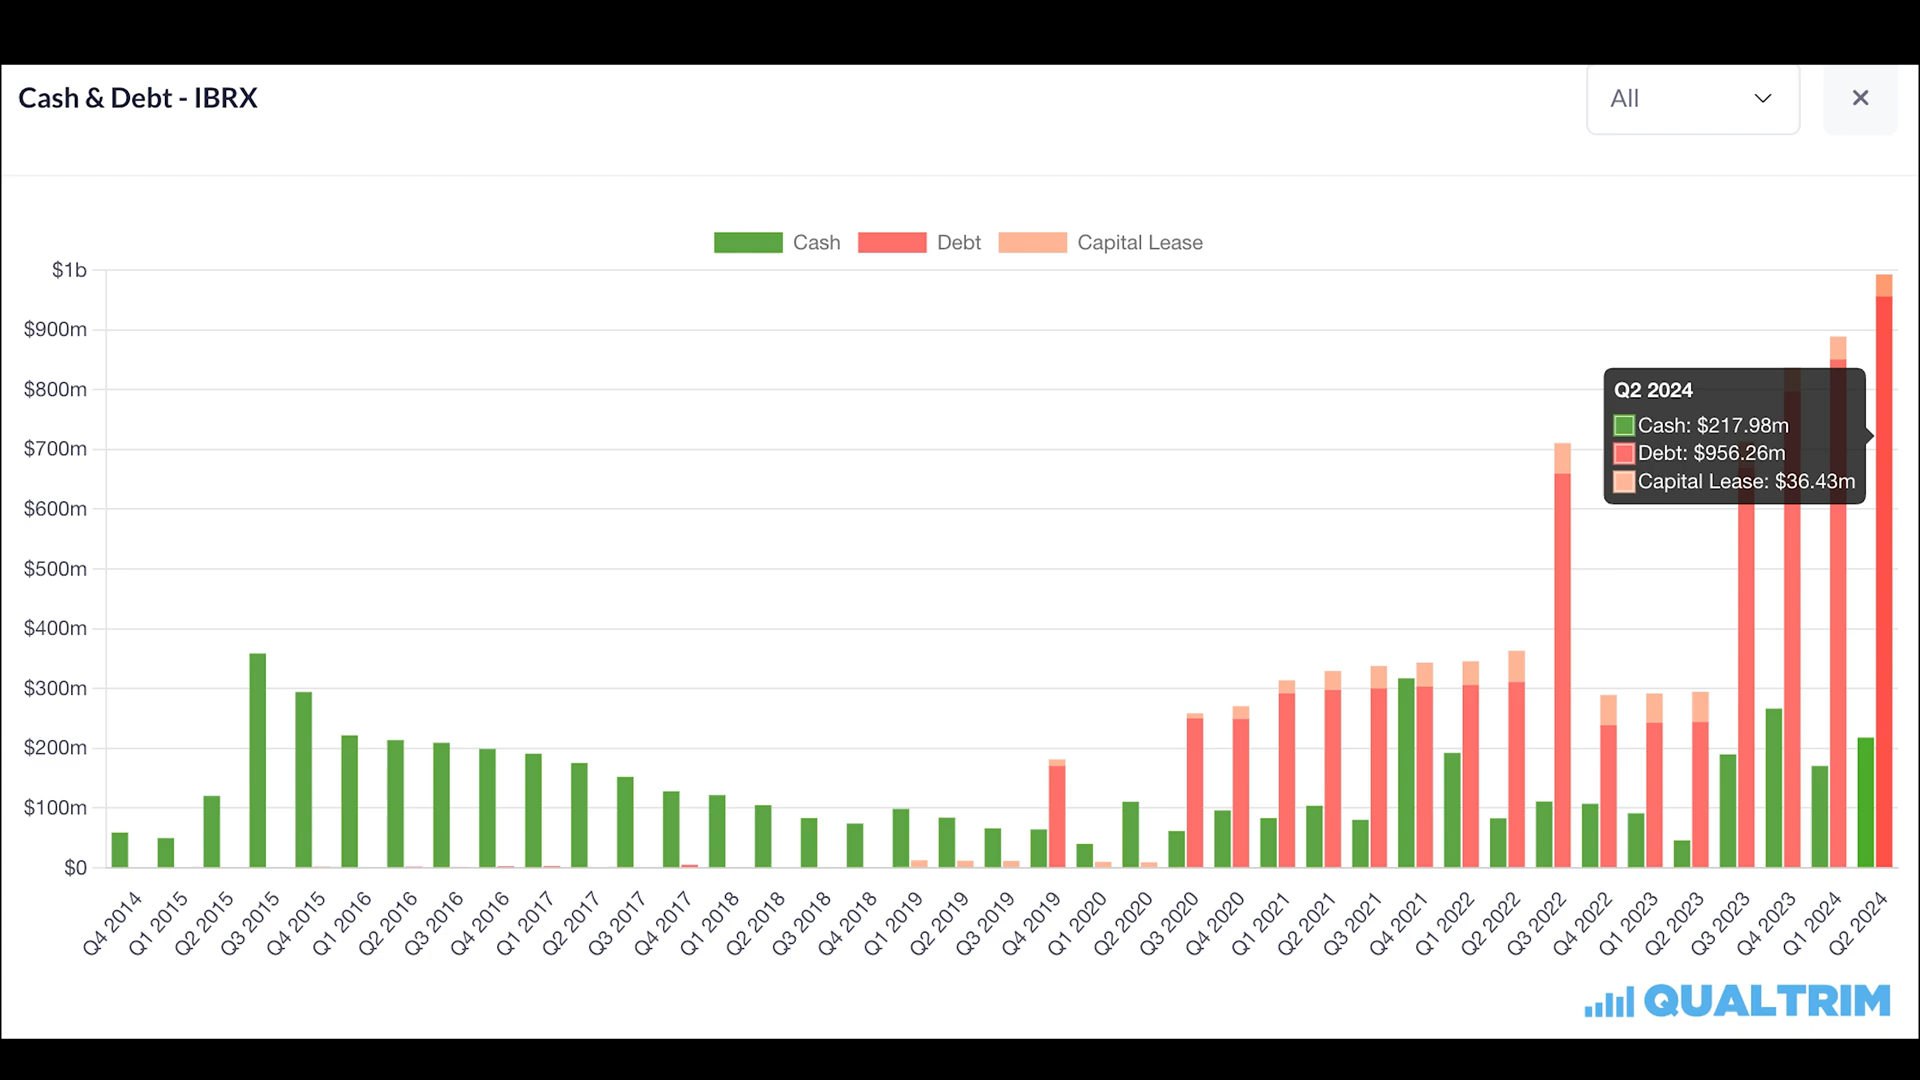 Cash & Debt - IBRX
All
Cash Debt Capital Lease
$1b
$900m
$800m
$700m
$600m
$500m
$400m
$300m
$200m
$100m
$0
Q2 2024
Cash: $217.98m
Debt: $956.26m
Capital Lease: $36.43m
Q4 2014
Q1 2015
Q2 2015
Q3 2015
Q4 2015
Q1 2016
Q2 2016
Q3 2016
Q4 2016
Q1 2017
Q2 2017
Q3 2017
Q4 2017
Q1 2018
Q2 2018
Q3 2018
Q4 2018
Q1 2019
Q2 2019
Q3 2019
Q4 2019
Q1 2020
Q2 2020
Q3 2020
Q4 2020
Q1 2021
Q2 2021
Q3 2021
Q4 2021
Q1 2022
Q2 2022
Q3 2022
Q4 2022
Q1 2023
Q2 2023
Q3 2023
Q4 2023
Q1 2024
Q2 2024
QUALTRIM